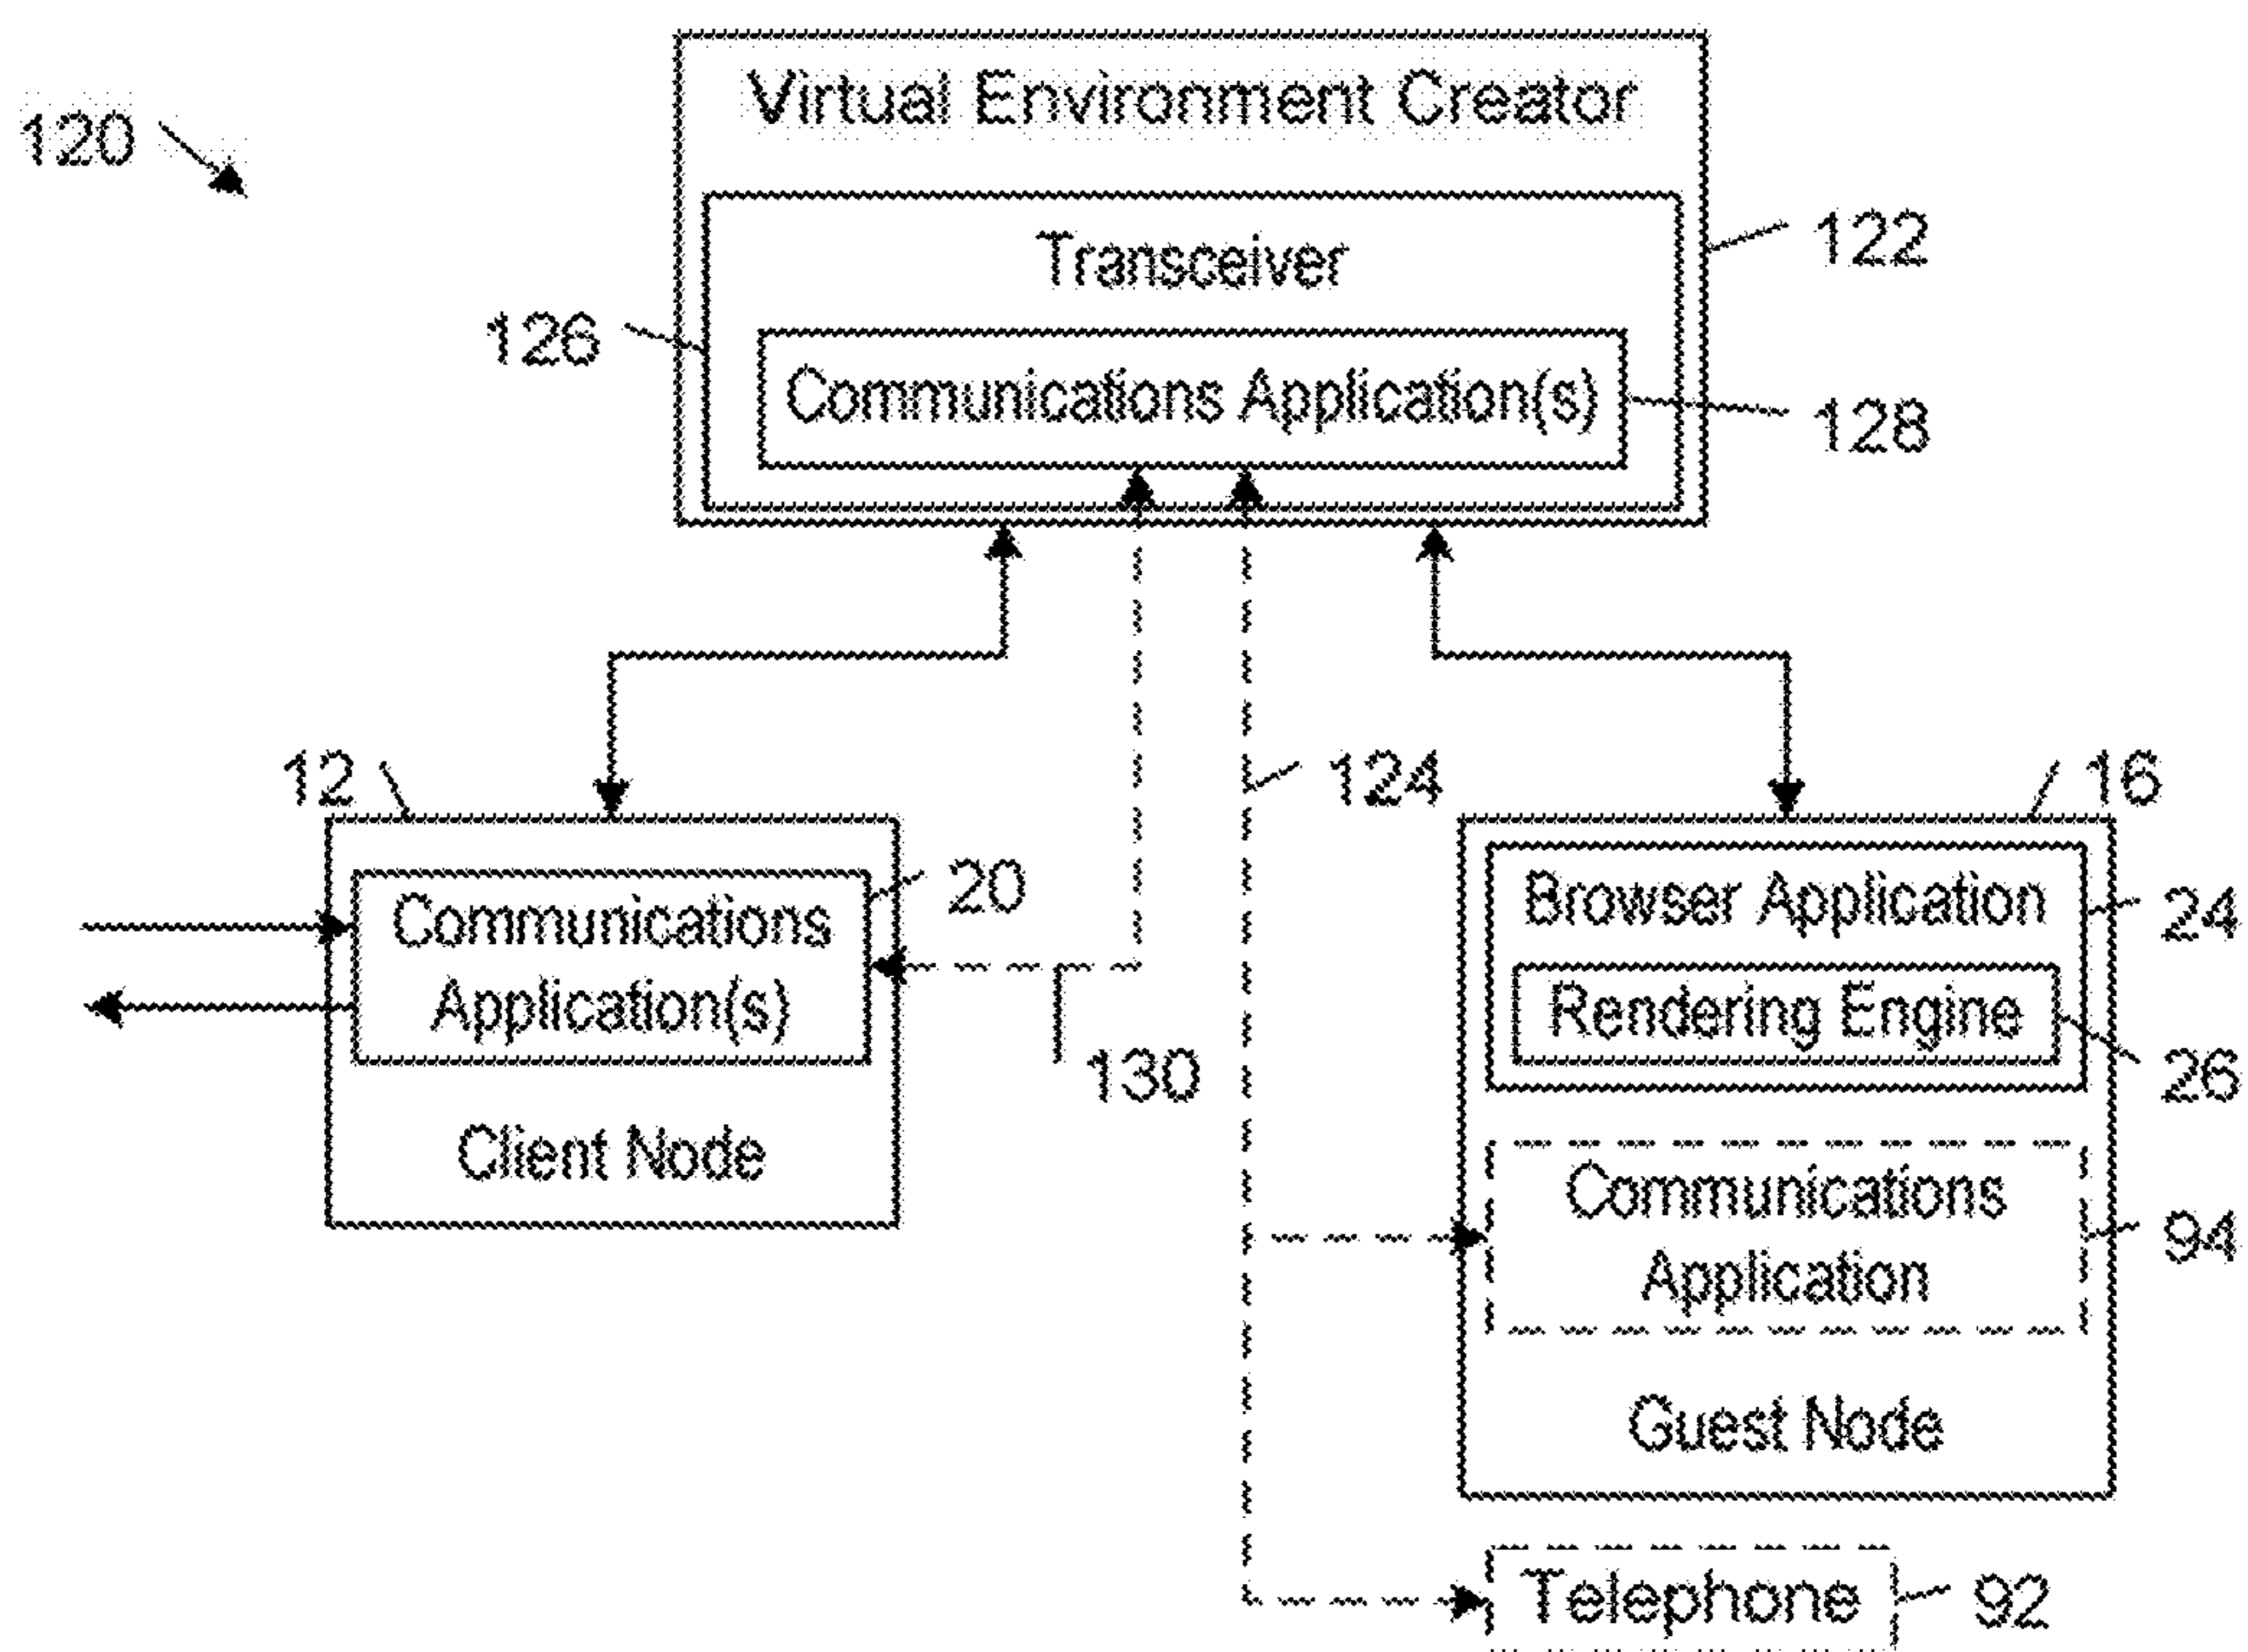 Virtual Environment Creator
120
Transceiver
122
126
Communications Application(s)
128
12
124
16
20
Communications
Application(s)
Browser Application
24
Rendering Engine
26
130
Client Node
Communications
Application
94
Guest Node
Telephone
92